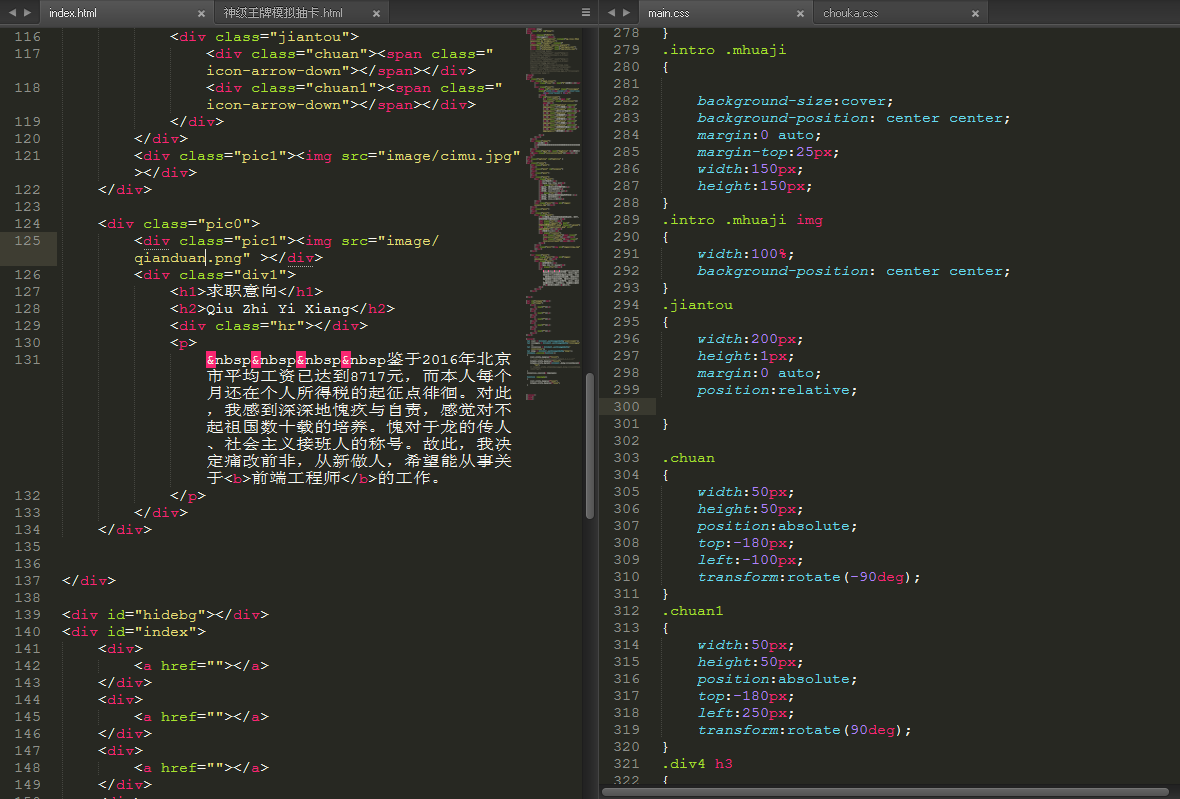 index.html
神级王牌模拟抽卡.html
116 <div class="jiantou">
117 <div class="chuan"><span class="
icon-arrow-down"></span></div>
118 <div class="chuan1"><span class="
icon-arrow-down"></span></div>
119 </div>
120 </div>
121 <div class="pic1"><img src="image/cimu.jpg"
></div>
122 </div>
123
124 <div class="pic0">
125 <div class="pic1"><img src="image/
qianduan.png" ></div>
126 <div class="div1">
127 <h1>求职意向</h1>
128 <h2>Qiu Zhi Yi Xiang</h2>
129 <div class="hr"></div>
130 <p>
131 &nbsp&nbsp&nbsp&nbsp鉴于2016年北京
市平均工资已达到8717元，而本人每个
月还在个人所得税的起征点徘徊。对此
，我感到深深地愧疚与自责，感觉对不
起祖国数十载的培养。愧对于龙的传人
、社会主义接班人的称号。故此，我决
定痛改前非，从新做人，希望能从事关
于<b>前端工程师</b>的工作。
132 </p>
133 </div>
134 </div>
135
136
137 </div>
138
139 <div id="hidebg"></div>
140 <div id="index">
141 <div>
142 <a href=""></a>
143 </div>
144 <div>
145 <a href=""></a>
146 </div>
147 <div>
148 <a href=""></a>
149 </div>
main.css
chouka.css
278 }
279 .intro .mhuaji
280 {
281
282 background-size:cover;
283 background-position: center center;
284 margin:0 auto;
285 margin-top:25px;
286 width:150px;
287 height:150px;
288 }
289 .intro .mhuaji img
290 {
291 width:100%;
292 background-position: center center;
293 }
294 .jiantou
295 {
296 width:200px;
297 height:1px;
298 margin:0 auto;
299 position:relative;
300
301 }
302
303 .chuan
304 {
305 width:50px;
306 height:50px;
307 position:absolute;
308 top:-180px;
309 left:-100px;
310 transform:rotate(-90deg);
311 }
312 .chuan1
313 {
314 width:50px;
315 height:50px;
316 position:absolute;
317 top:-180px;
318 left:250px;
319 transform:rotate(90deg);
320 }
321 .div4 h3
322 {